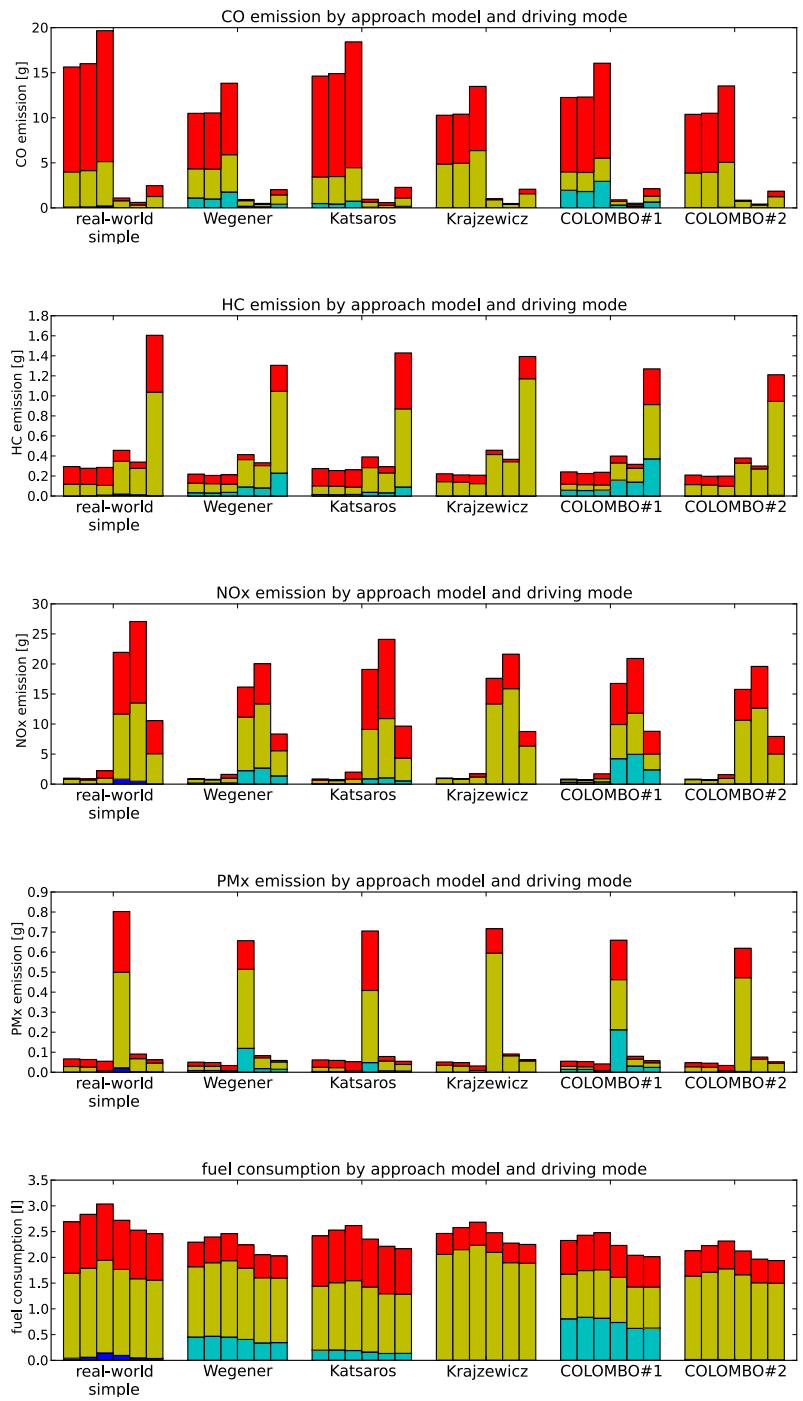 CO emission by approach model and driving mode
CO emission [g]
20
15
10
5
0
real-world simple
Wegener
Katsaros
Krajzewicz
COLOMBO#1
COLOMBO#2
HC emission by approach model and driving mode
HC emission [g]
1.8
1.6
1.4
1.2
1.0
0.8
0.6
0.4
0.2
0.0
real-world simple
Wegener
Katsaros
Krajzewicz
COLOMBO#1
COLOMBO#2
NOx emission by approach model and driving mode
NOx emission [g]
30
25
20
15
10
5
0
real-world simple
Wegener
Katsaros
Krajzewicz
COLOMBO#1
COLOMBO#2
PMx emission by approach model and driving mode
PMx emission [g]
0.9
0.8
0.7
0.6
0.5
0.4
0.3
0.2
0.1
0.0
real-world simple
Wegener
Katsaros
Krajzewicz
COLOMBO#1
COLOMBO#2
fuel consumption by approach model and driving mode
fuel consumption [l]
3.5
3.0
2.5
2.0
1.5
1.0
0.5
0.0
real-world simple
Wegener
Katsaros
Krajzewicz
COLOMBO#1
COLOMBO#2